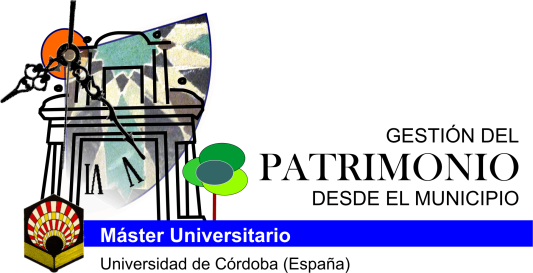 GESTIÓN DEL
PATRIMONIO
DESDE EL MUNICIPIO
Máster Universitario
Universidad de Córdoba (España)